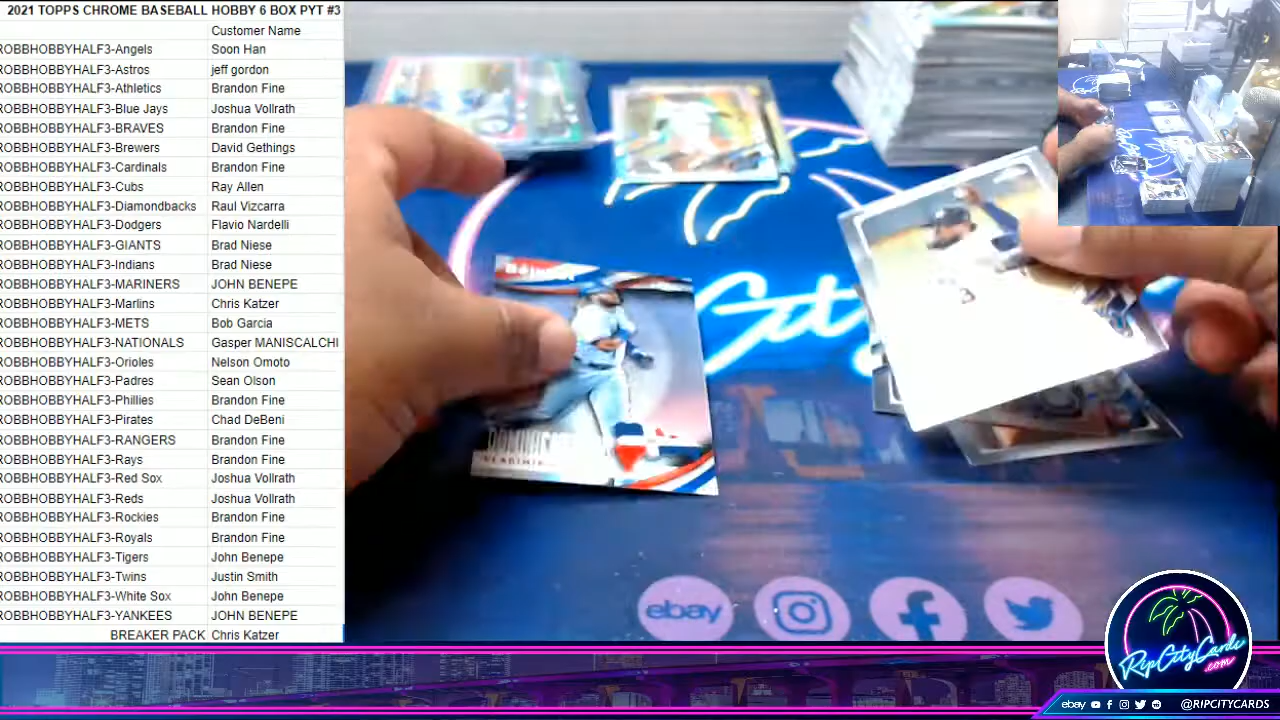 2021 TOPPS CHROME BASEBALL HOBBY 6 BOX PYT #3
Customer Name
ROBBHOBBYHALF3-Angels Soon Han
ROBBHOBBYHALF3-Astros jeff gordon
ROBBHOBBYHALF3-Athletics Brandon Fine
ROBBHOBBYHALF3-Blue Jays Joshua Vollrath
ROBBHOBBYHALF3-BRAVES Brandon Fine
ROBBHOBBYHALF3-Brewers David Gethings
ROBBHOBBYHALF3-Cardinals Brandon Fine
ROBBHOBBYHALF3-Cubs Ray Allen
ROBBHOBBYHALF3-Diamondbacks Raul Vizcarra
ROBBHOBBYHALF3-Dodgers Flavio Nardelli
ROBBHOBBYHALF3-GIANTS Brad Niese
ROBBHOBBYHALF3-Indians Brad Niese
ROBBHOBBYHALF3-MARINERS JOHN BENEPE
ROBBHOBBYHALF3-Marlins Chris Katzer
ROBBHOBBYHALF3-METS Bob Garcia
ROBBHOBBYHALF3-NATIONALS Gasper MANISCALCHI
ROBBHOBBYHALF3-Orioles Nelson Omoto
ROBBHOBBYHALF3-Padres Sean Olson
ROBBHOBBYHALF3-Phillies Brandon Fine
ROBBHOBBYHALF3-Pirates Chad DeBeni
ROBBHOBBYHALF3-RANGERS Brandon Fine
ROBBHOBBYHALF3-Rays Brandon Fine
ROBBHOBBYHALF3-Red Sox Joshua Vollrath
ROBBHOBBYHALF3-Reds Joshua Vollrath
ROBBHOBBYHALF3-Rockies Brandon Fine
ROBBHOBBYHALF3-Royals Brandon Fine
ROBBHOBBYHALF3-Tigers John Benepe
ROBBHOBBYHALF3-Twins Justin Smith
ROBBHOBBYHALF3-White Sox John Benepe
ROBBHOBBYHALF3-YANKEES JOHN BENEPE
BREAKER PACK Chris Katzer
ebay
RipCityCards
.com
ebay @RIPCITYCARDS